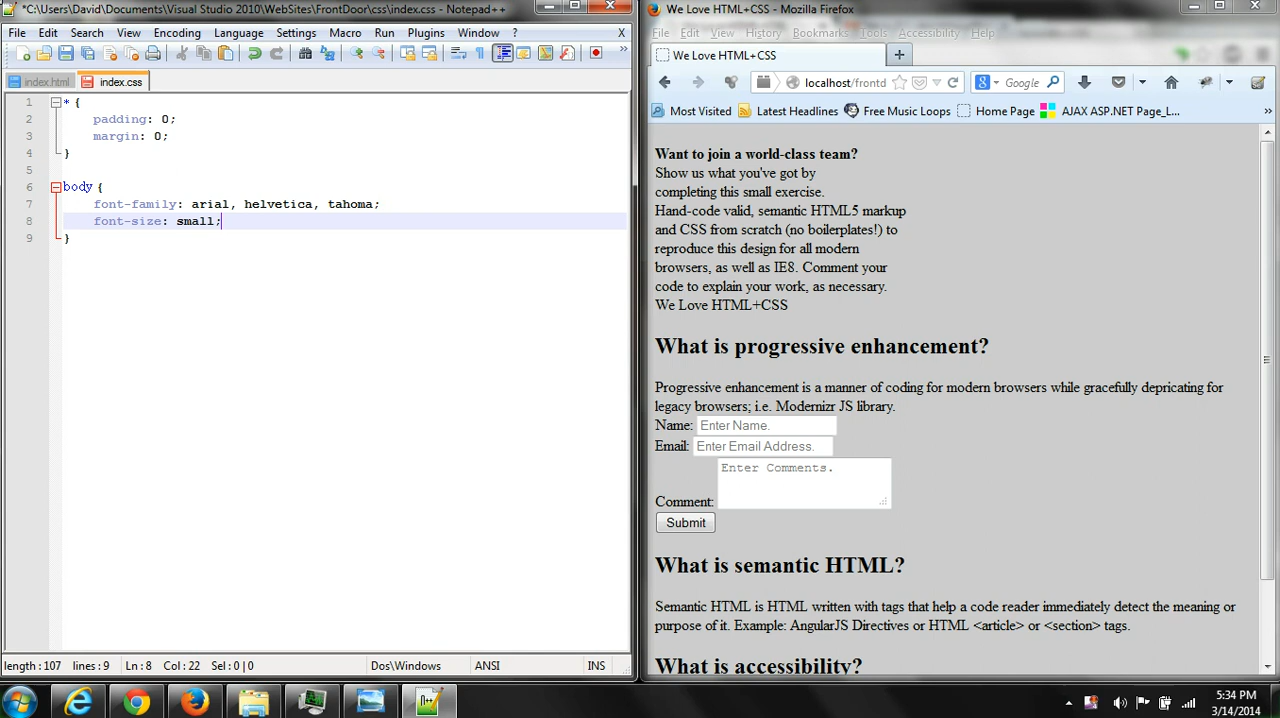 *C:\Users\David\Documents\Visual Studio 2010\WebSites\FrontDoor\css\index.css - Notepad++
File Edit Search View Encoding Language Settings Macro Run Plugins Window ? X
index.html index.css
1 * {
2 padding: 0;
3 margin: 0;
4 }
5
6 body {
7 font-family: arial, helvetica, tahoma;
8 font-size: small;
9 }
length : 107 lines : 9 Ln : 8 Col : 22 Sel : 0 | 0 Dos\Windows ANSI INS
We Love HTML+CSS - Mozilla Firefox
File Edit View History Bookmarks Tools Accessibility Help
We Love HTML+CSS
localhost/frontd Google
Most Visited Latest Headlines Free Music Loops Home Page AJAX ASP.NET Page_L...
Want to join a world-class team?
Show us what you've got by
completing this small exercise.
Hand-code valid, semantic HTML5 markup
and CSS from scratch (no boilerplates!) to
reproduce this design for all modern
browsers, as well as IE8. Comment your
code to explain your work, as necessary.
We Love HTML+CSS
What is progressive enhancement?
Progressive enhancement is a manner of coding for modern browsers while gracefully depricating for
legacy browsers; i.e. Modernizr JS library.
Name: Enter Name.
Email: Enter Email Address.
Enter Comments.
Comment:
Submit
What is semantic HTML?
Semantic HTML is HTML written with tags that help a code reader immediately detect the meaning or
purpose of it. Example: AngularJS Directives or HTML <article> or <section> tags.
What is accessibility?
5:34 PM
3/14/2014